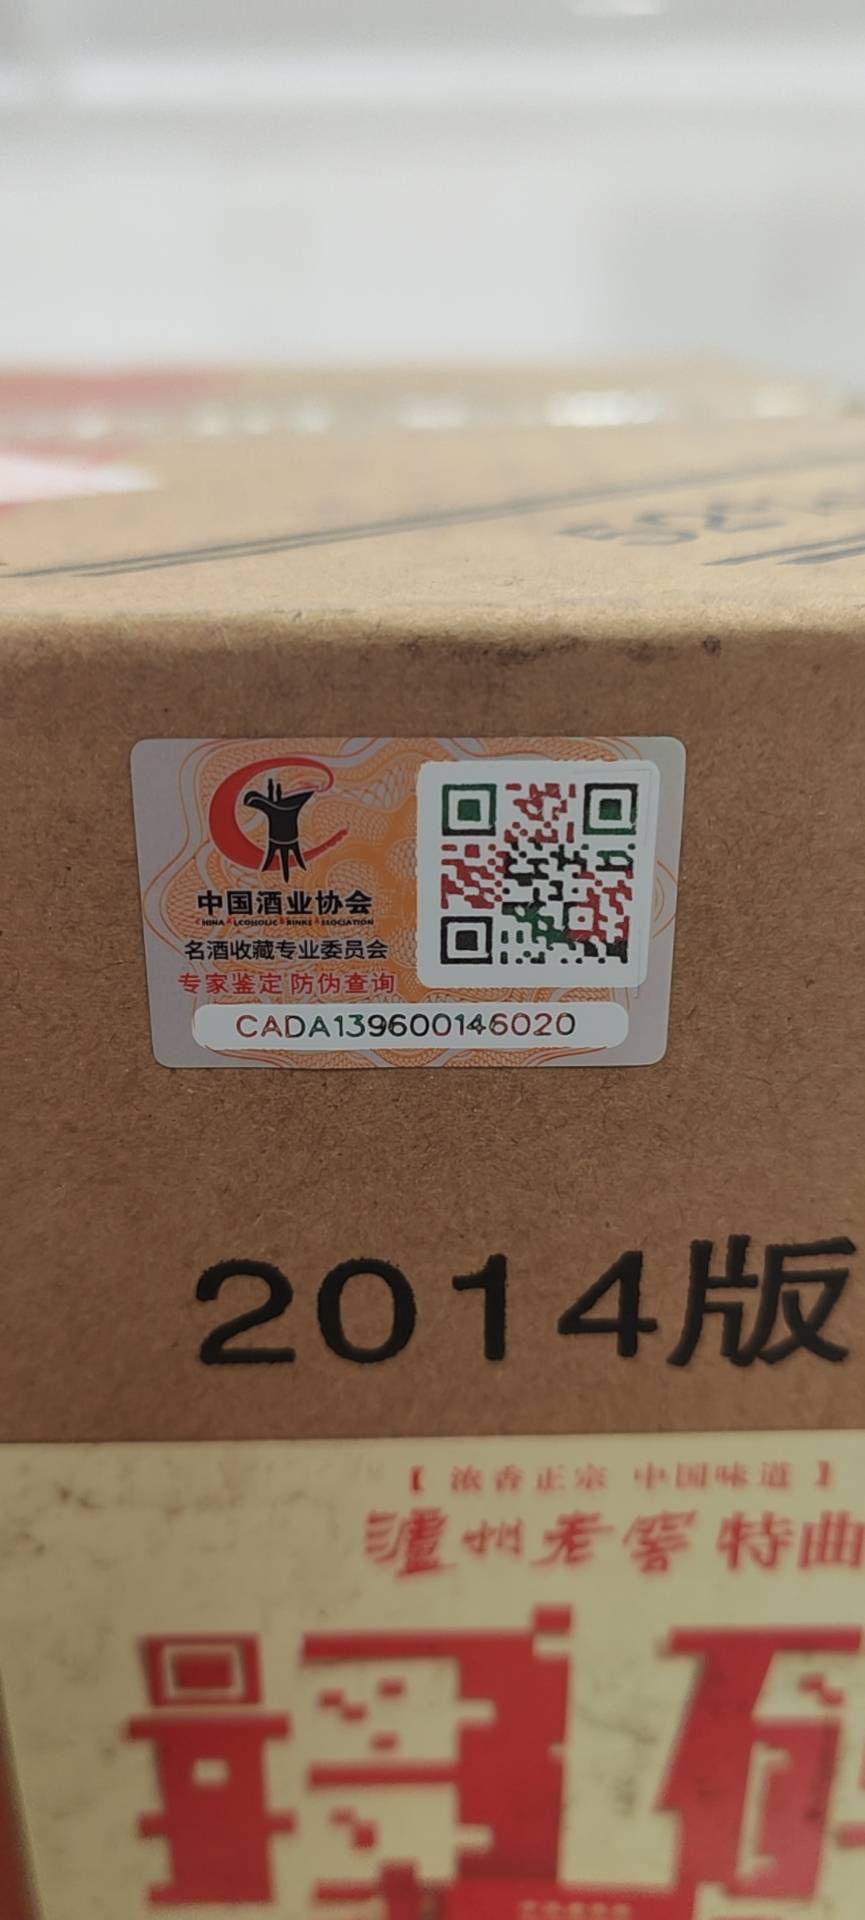 中国酒业协会
CHINA ALCOHOLIC DRINKS ASSOCIATION
名酒收藏专业委员会
专家鉴定 防伪查询
CADA139600146020
2014版
【 浓香正宗 中国味道 】
泸州老窖 特曲